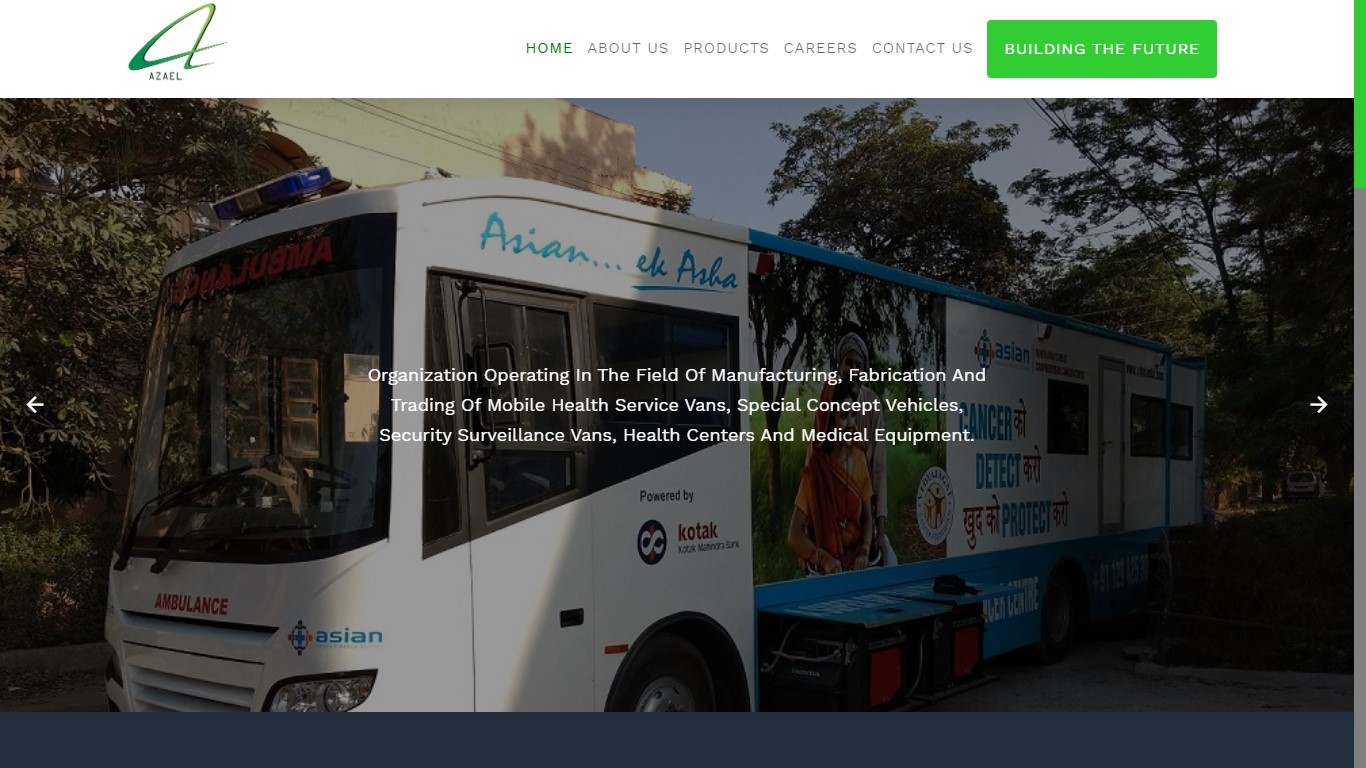 AZAEL
HOME
ABOUT US
PRODUCTS
CAREERS
CONTACT US
BUILDING THE FUTURE
AMBULANCE
Asian... ek Asha
asian
Organization Operating In The Field Of Manufacturing, Fabrication And
Trading Of Mobile Health Service Vans, Special Concept Vehicles,
Security Surveillance Vans, Health Centers And Medical Equipment.
CANCER को
DETECT करो
खुद को PROTECT करो
Powered by
kotak
Kotak Mahindra Bank
AMBULANCE
asian
CENTRE
HONDA